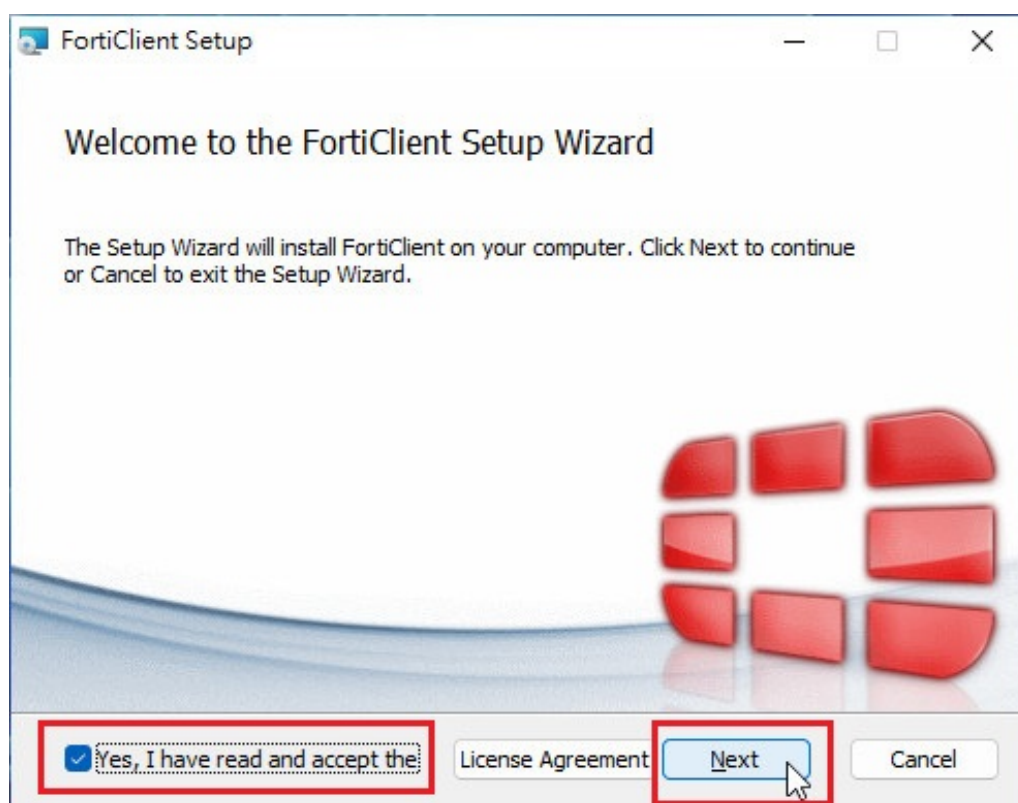 FortiClient Setup
Welcome to the FortiClient Setup Wizard
The Setup Wizard will install FortiClient on your computer. Click Next to continue
or Cancel to exit the Setup Wizard.
Yes, I have read and accept the License Agreement Next Cancel